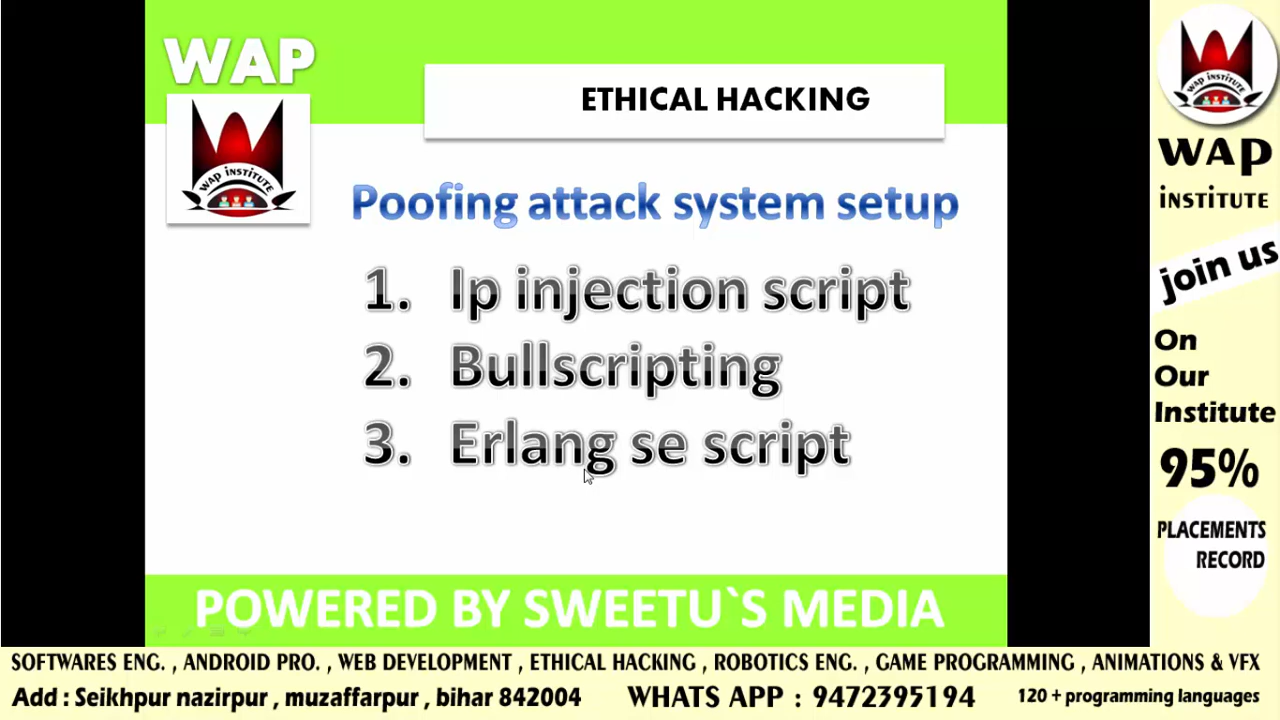 WAP
WAP INSTITUTE
ETHICAL HACKING
Poofing attack system setup
1. Ip injection script
2. Bullscripting
3. Erlang se script
POWERED BY SWEETU`S MEDIA
WAP INSTITUTE
WAP
INSTITUTE
join us
On
Our
Institute
95%
PLACEMENTS
RECORD
SOFTWARES ENG. , ANDROID PRO. , WEB DEVELOPMENT , ETHICAL HACKING , ROBOTICS ENG. , GAME PROGRAMMING , ANIMATIONS & VFX
Add : Seikhpur nazirpur , muzaffarpur , bihar 842004 WHATS APP : 9472395194 120 + programming languages